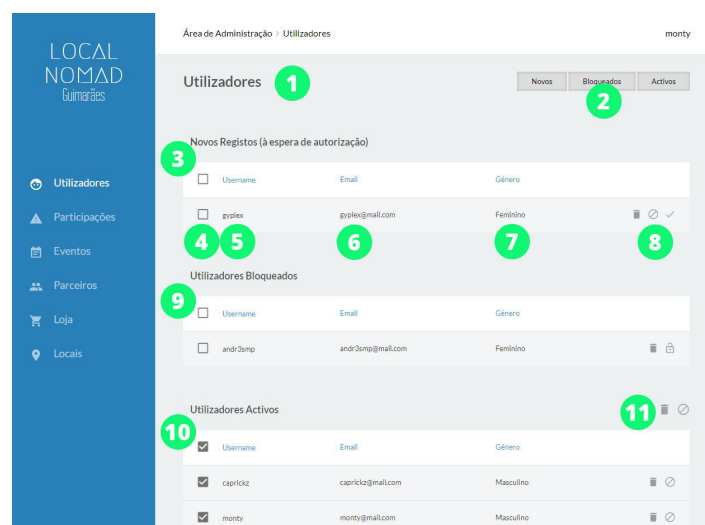 LOCAL
NOMAD
Guimarães
Utilizadores
Participações
Eventos
Parceiros
Loja
Locais
Área de Administração > Utilizadores
monty
Utilizadores
1
Novos
Bloqueados
Activos
2
Novos Registos (à espera de autorização)
3
Username
Email
Género
gyplex
gyplex@mail.com
Feminino
4
5
6
7
8
Utilizadores Bloqueados
9
Username
Email
Género
andr3smp
andr3smp@mail.com
Feminino
Utilizadores Activos
11
10
Username
Email
Género
caprickz
caprickz@mail.com
Masculino
monty
monty@mail.com
Masculino